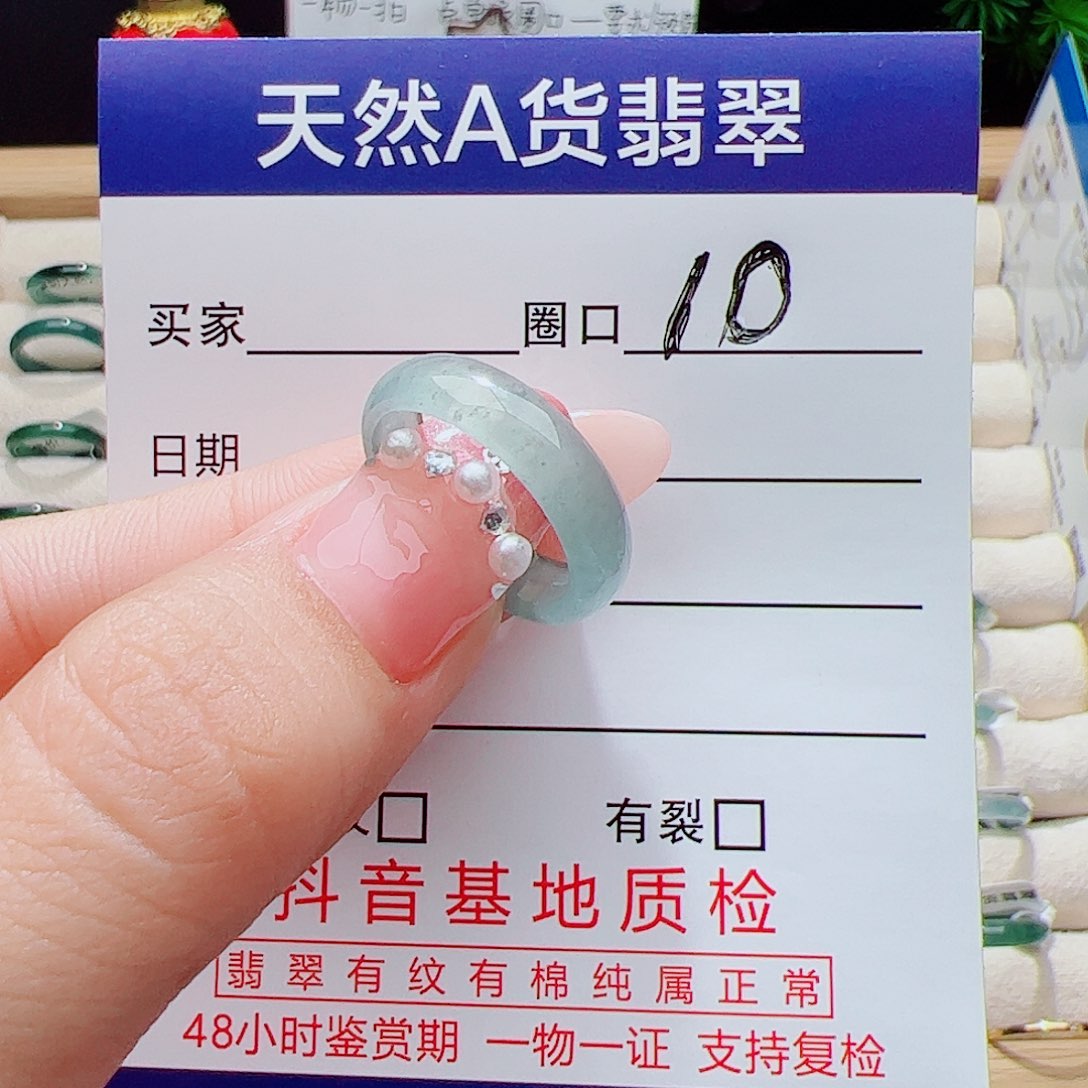 天然A货翡翠
买家 圈口 10
日期
有裂
抖音基地质检
翡翠有纹有棉纯属正常
48小时鉴赏期 一物一证 支持复检